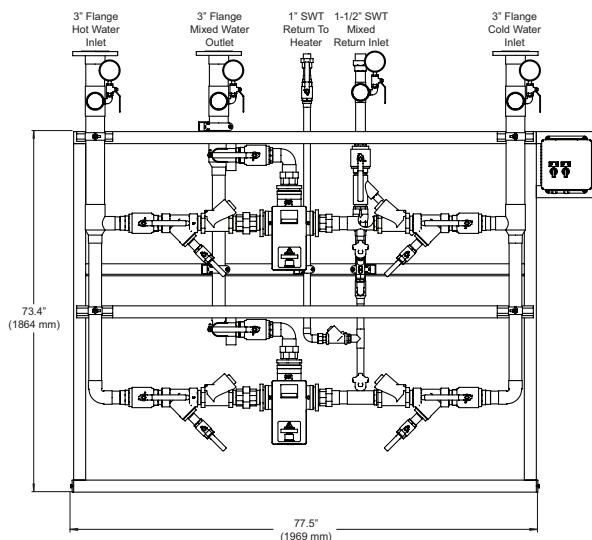 3" Flange
Hot Water
Inlet
3" Flange
Mixed Water
Outlet
1" SWT
Return To
Heater
1-1/2" SWT
Mixed
Return Inlet
3" Flange
Cold Water
Inlet
73.4"
(1864 mm)
77.5"
(1969 mm)